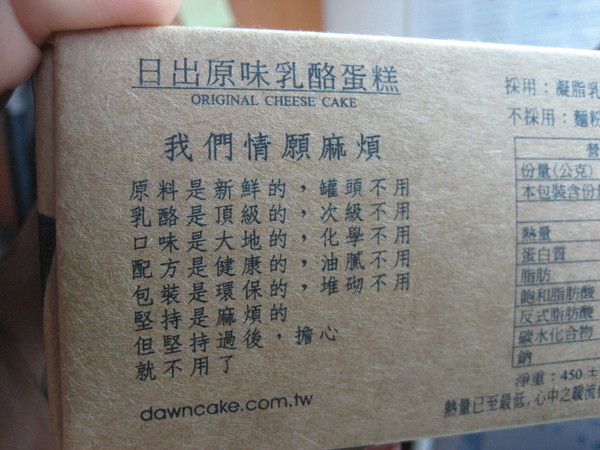 日出原味乳酪蛋糕
ORIGINAL CHEESE CAKE
我們情願麻煩
原料是新鮮的，罐頭不用
乳酪是頂級的，次級不用
口味是大地的，化學不用
配方是健康的，油膩不用
包裝是環保的，堆砌不用
堅持是麻煩的
但堅持過後，擔心
就不用了
dawncake.com.tw
採用：凝脂乳
不採用：麵粉
營
份量(公克)
本包裝含份量
熱量
蛋白質
脂肪
飽和脂肪酸
反式脂肪酸
碳水化合物
鈉
淨重：450 ±
熱量已至最低，心中之暖流